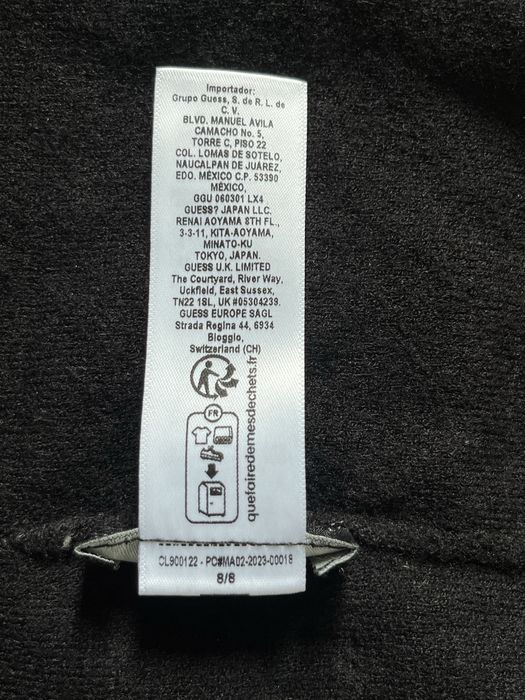 Importador:
Grupo Guess, S. de R. L. de
C. V.
BLVD. MANUEL AVILA
CAMACHO No. 5,
TORRE C, PISO 22
COL. LOMAS DE SOTELO,
NAUCALPAN DE JUÁREZ,
EDO. MÉXICO C.P. 53390
MÉXICO,
GGU 060301 LX4
GUESS? JAPAN LLC.
RENAI AOYAMA 8TH FL.,
3-3-11, KITA-AOYAMA,
MINATO-KU
TOKYO, JAPAN.
GUESS U.K. LIMITED
The Courtyard, River Way,
Uckfield, East Sussex,
TN22 1SL, UK #05304239.
GUESS EUROPE SAGL
Strada Regina 44, 6934
Bioggio,
Switzerland (CH)
FR
quefairedemesdechets.fr
CL900122 - PC#MA02-2023-00018
8/8